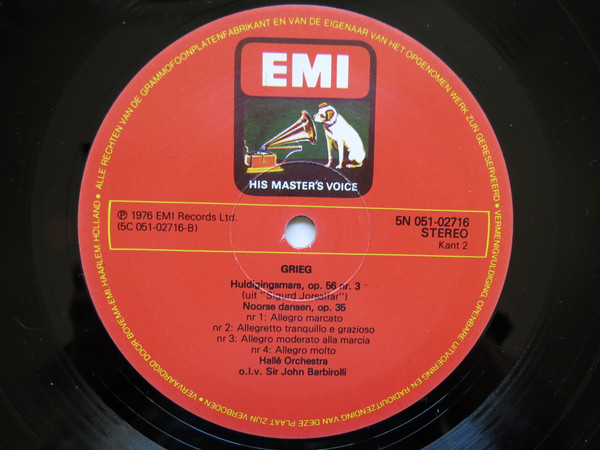 ALLE RECHTEN VAN DE GRAMMOFOONPLATENFABRIKANT EN VAN DE EIGENAAR VAN HET OPGENOMEN WERK ZIJN GERESERVEERD • VERMENIGVULDIGING OPENBARE UITVOERING EN RADIOUITZENDING VAN DEZE PLAAT ZIJN VERBODEN • VERVAARDIGD DOOR BOVEMA-EMI HAARLEM HOLLAND •
EMI
HIS MASTER'S VOICE
℗ 1976 EMI Records Ltd.
(5C 051-02716-B)
5N 051-02716
STEREO
Kant 2
GRIEG
Huldigingsmars, op. 56 nr. 3
(uit "Sigurd Jorsalfar")
Noorse dansen, op. 35
nr 1: Allegro marcato
nr 2: Allegretto tranquillo e grazioso
nr 3: Allegro moderato alla marcia
nr 4: Allegro molto
Hallé Orchestra
o.l.v. Sir John Barbirolli